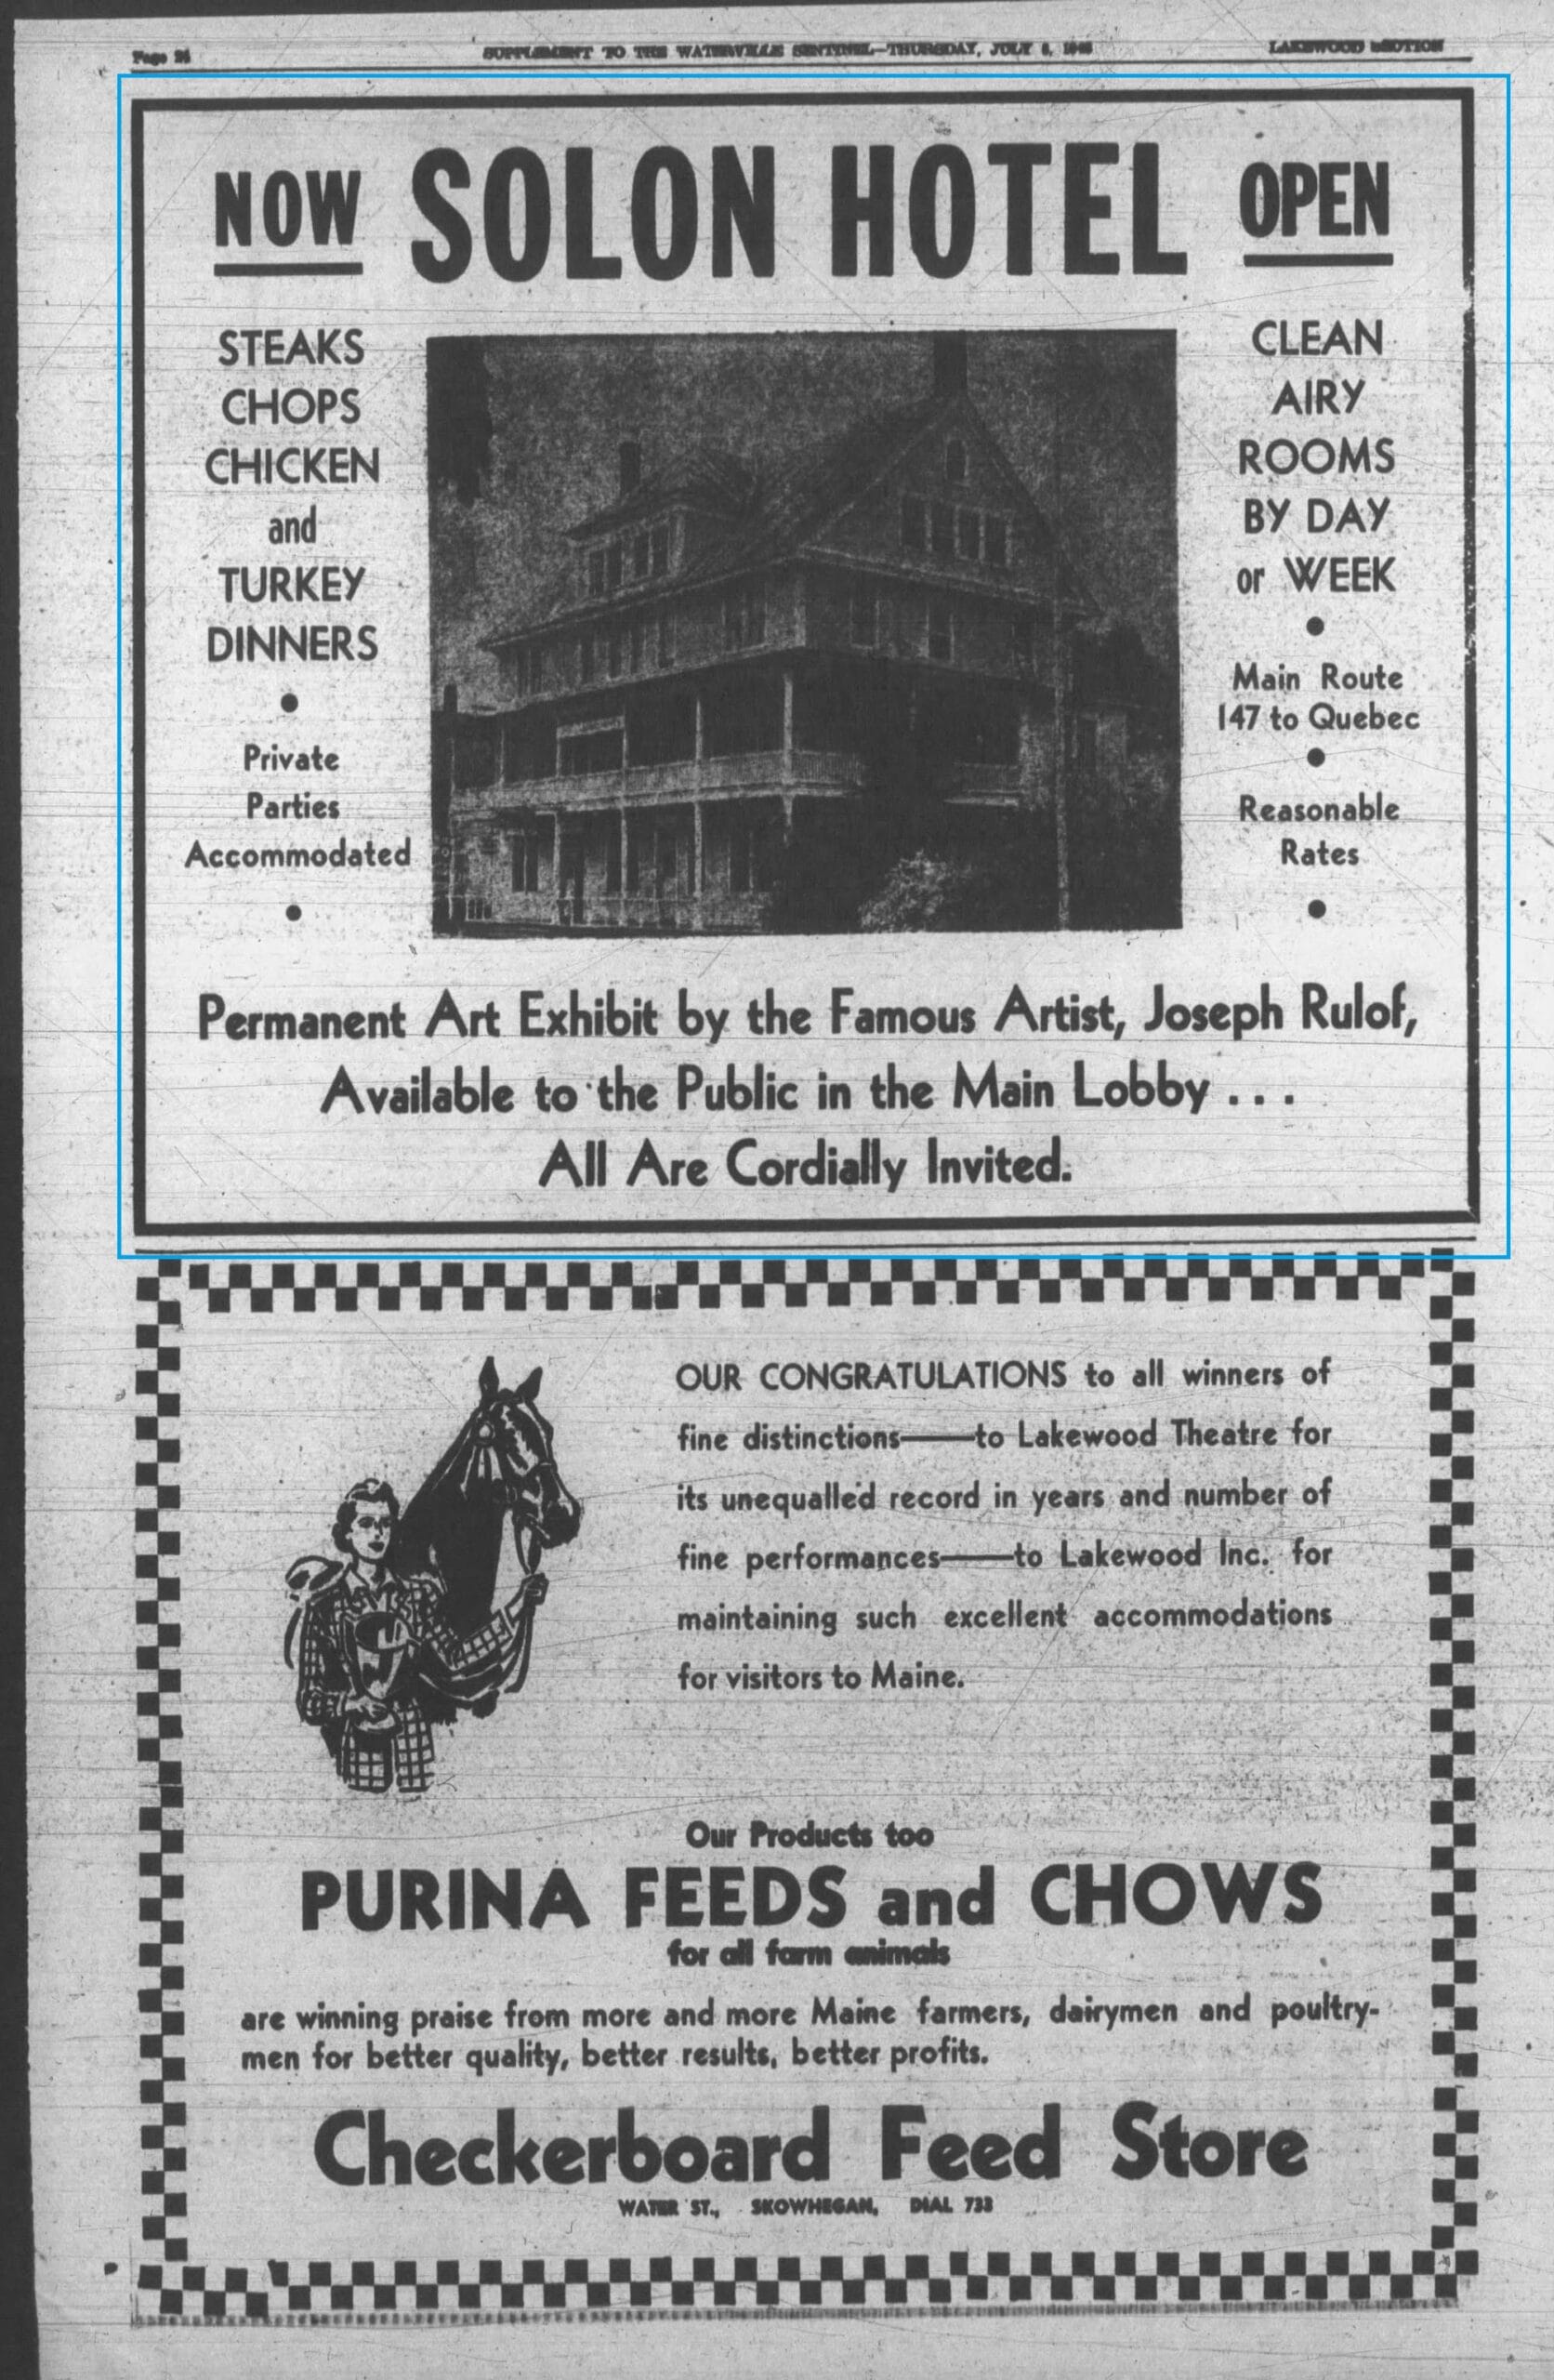 Page 24
SUPPLEMENT TO THE WATERVILLE SENTINEL—THURSDAY, JULY
LAKEWOOD SECTION
NOW SOLON HOTEL OPEN
STEAKS
CHOPS
CHICKEN
and
TURKEY
DINNERS
•
Private
Parties
Accommodated
•
CLEAN
AIRY
ROOMS
BY DAY
or WEEK
•
Main Route
147 to Quebec
•
Reasonable
Rates
•
Permanent Art Exhibit by the Famous Artist, Joseph Rulof,
Available to the Public in the Main Lobby . . .
All Are Cordially Invited.
OUR CONGRATULATIONS to all winners of
fine distinctions——to Lakewood Theatre for
its unequalled record in years and number of
fine performances——to Lakewood Inc. for
maintaining such excellent accommodations
for visitors to Maine.
Our Products too
PURINA FEEDS and CHOWS
for all farm animals
are winning praise from more and more Maine farmers, dairymen and poultry-
men for better quality, better results, better profits.
Checkerboard Feed Store
WATER ST., SKOWHEGAN, DIAL 733